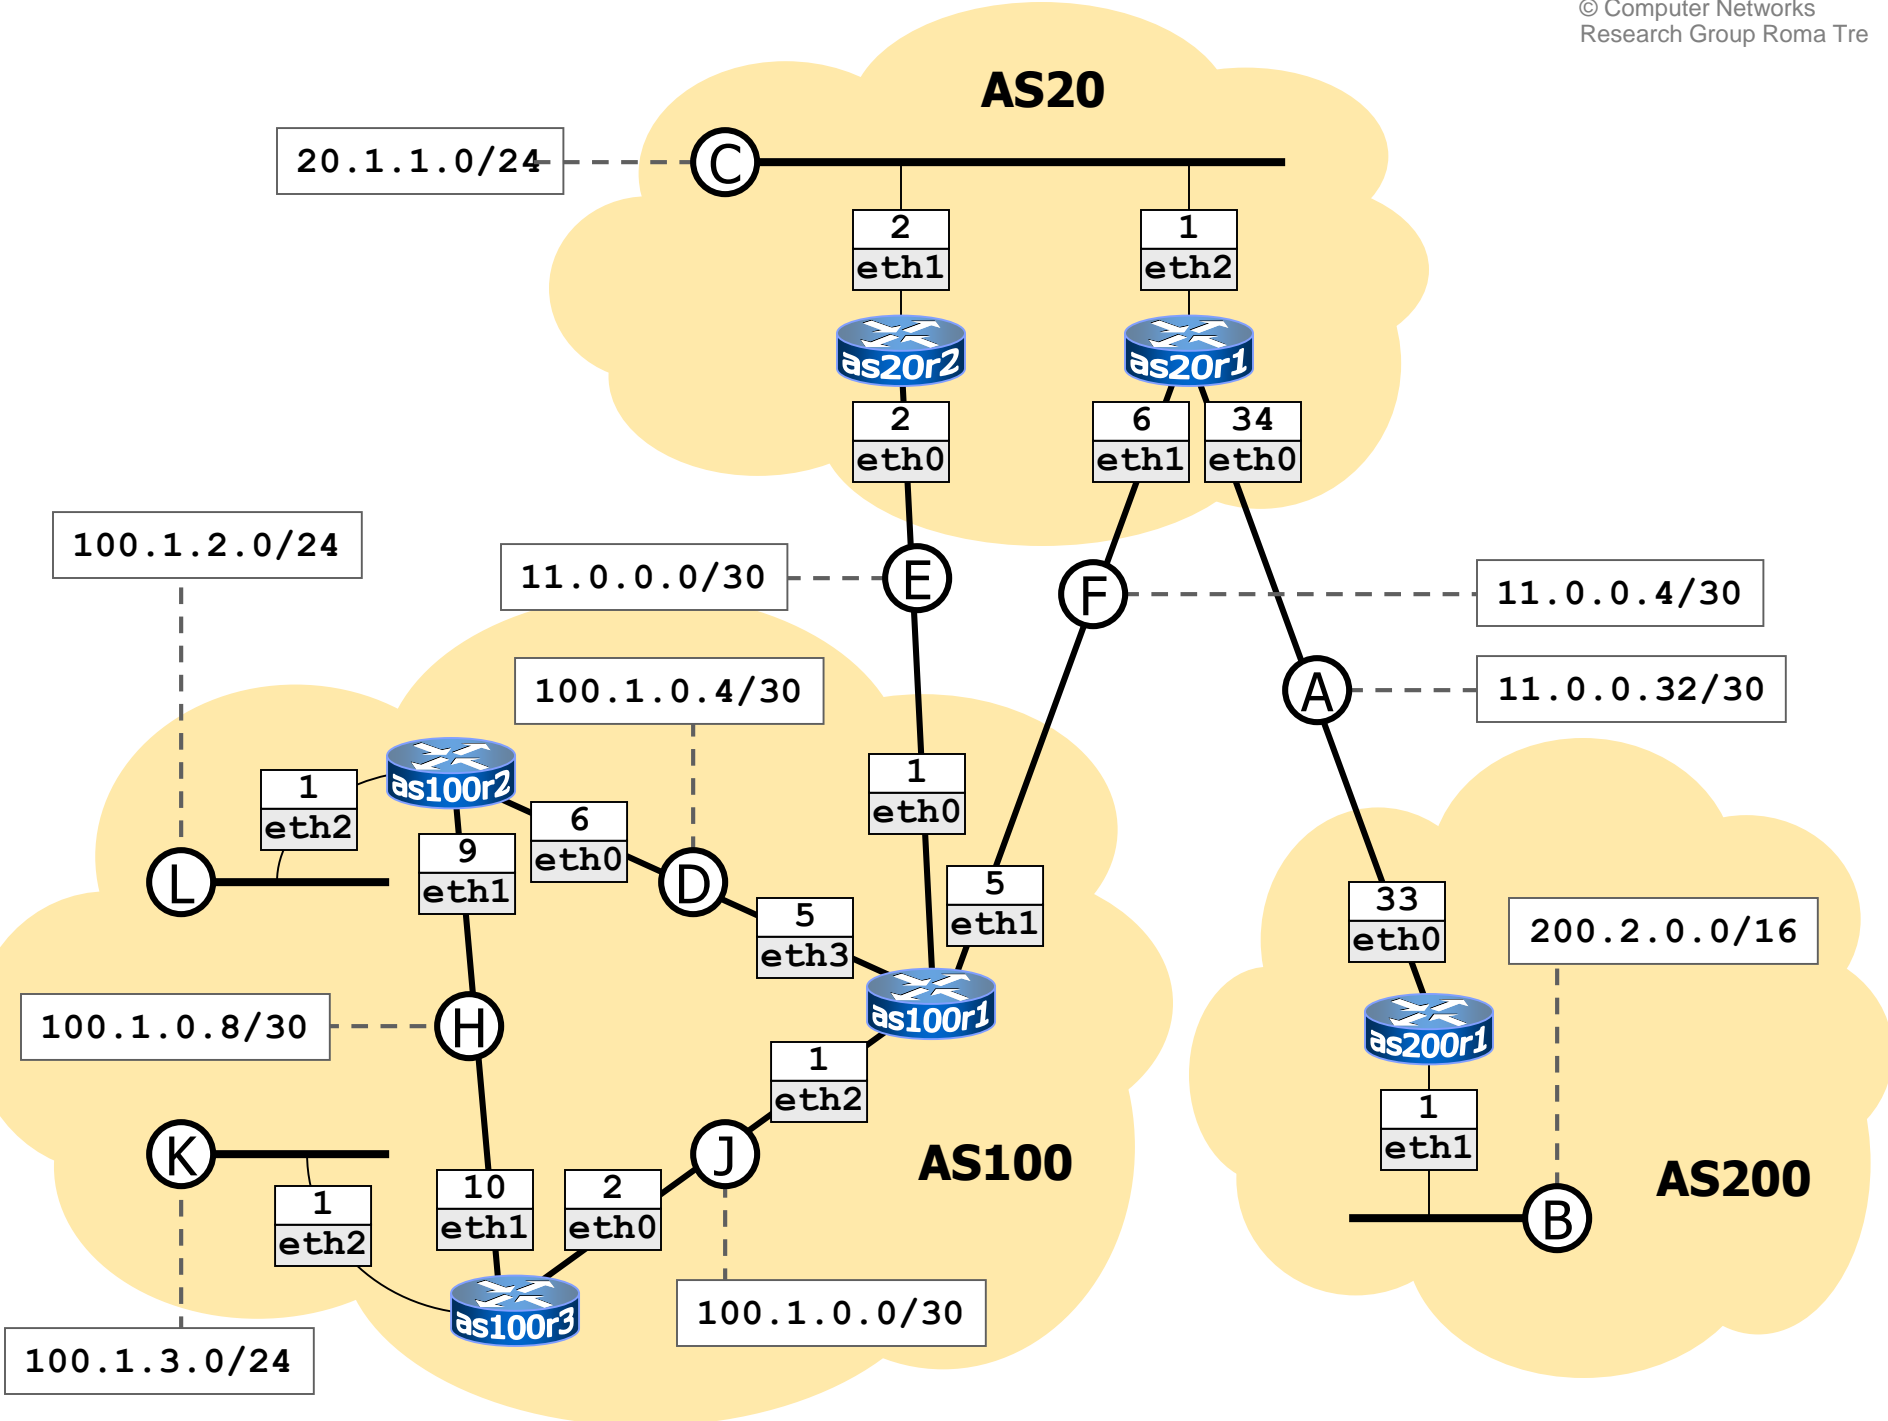 © Computer Networks
Research Group Roma Tre
AS20
20.1.1.0/24
C
2
eth1
1
eth2
as20r2
as20r1
2
eth0
6
eth1
34
eth0
100.1.2.0/24
11.0.0.0/30
E
F
11.0.0.4/30
100.1.0.4/30
A
11.0.0.32/30
as100r2
1
eth2
6
eth0
1
eth0
9
eth1
L
D
5
eth3
5
eth1
33
eth0
200.2.0.0/16
100.1.0.8/30
H
as100r1
as200r1
1
eth2
1
eth1
K
J
AS100
AS200
10
eth1
2
eth0
1
eth2
B
as100r3
100.1.0.0/30
100.1.3.0/24